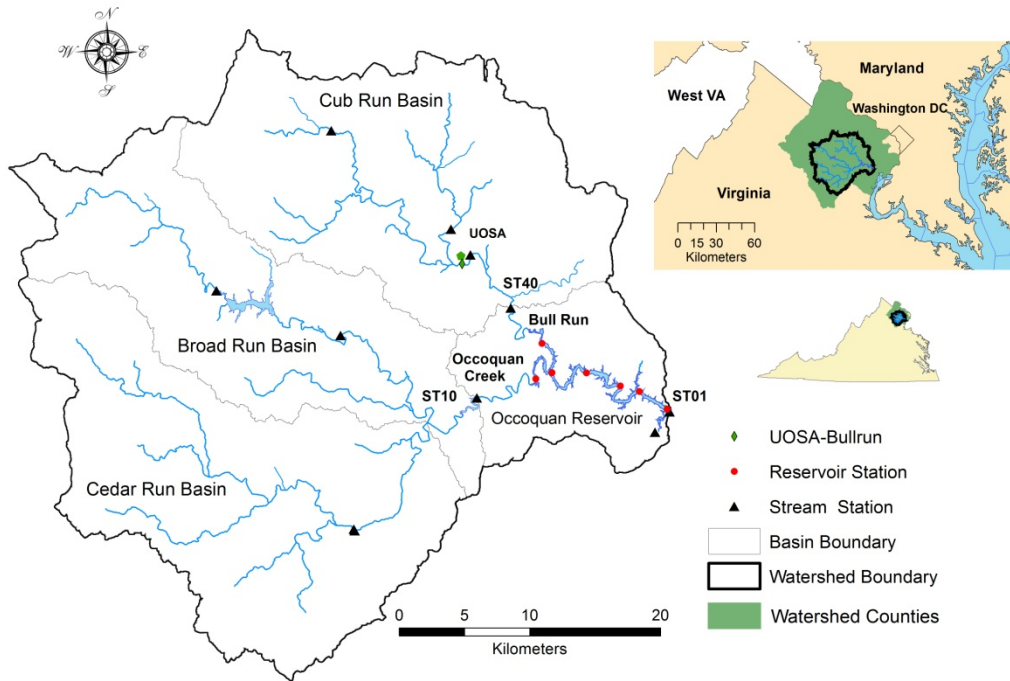 N
W
E
S
Cub Run Basin
UOSA
ST40
Bull Run
Broad Run Basin
Occoquan
Creek
ST10
ST01
Occoquan Reservoir
Cedar Run Basin
0 5 10 20
Kilometers
Maryland
West VA
Washington DC
Virginia
0 15 30 60
Kilometers
UOSA-Bullrun
Reservoir Station
Stream Station
Basin Boundary
Watershed Boundary
Watershed Counties